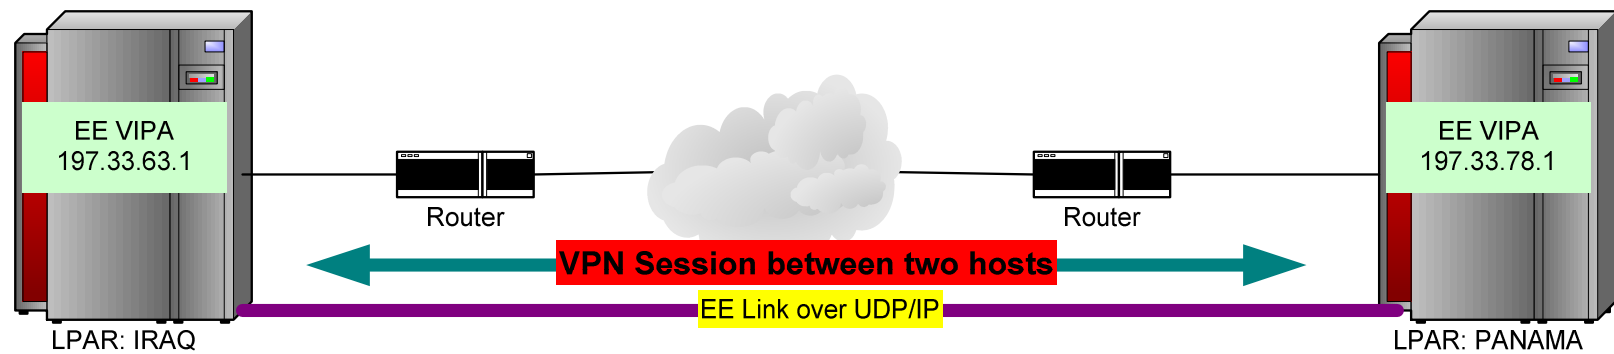 EE VIPA
197.33.63.1
EE VIPA
197.33.78.1
Router
Router
VPN Session between two hosts
EE Link over UDP/IP
LPAR: IRAQ
LPAR: PANAMA